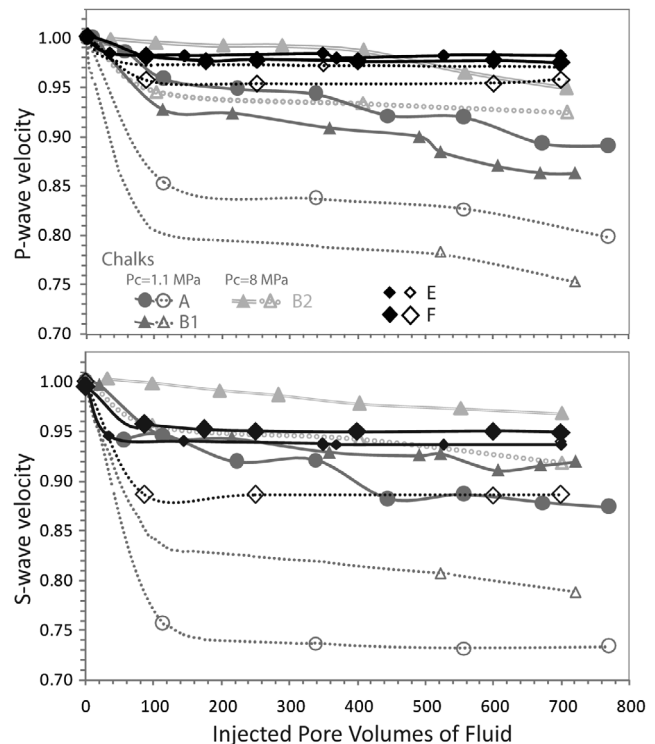 1.00
0.95
0.90
0.85
0.80
0.75
0.70
P-wave velocity
Chalks
Pc=1.1 MPa Pc=8 MPa
A B2 E
B1 F
1.00
0.95
0.90
0.85
0.80
0.75
0.70
S-wave velocity
0 100 200 300 400 500 600 700 800
Injected Pore Volumes of Fluid